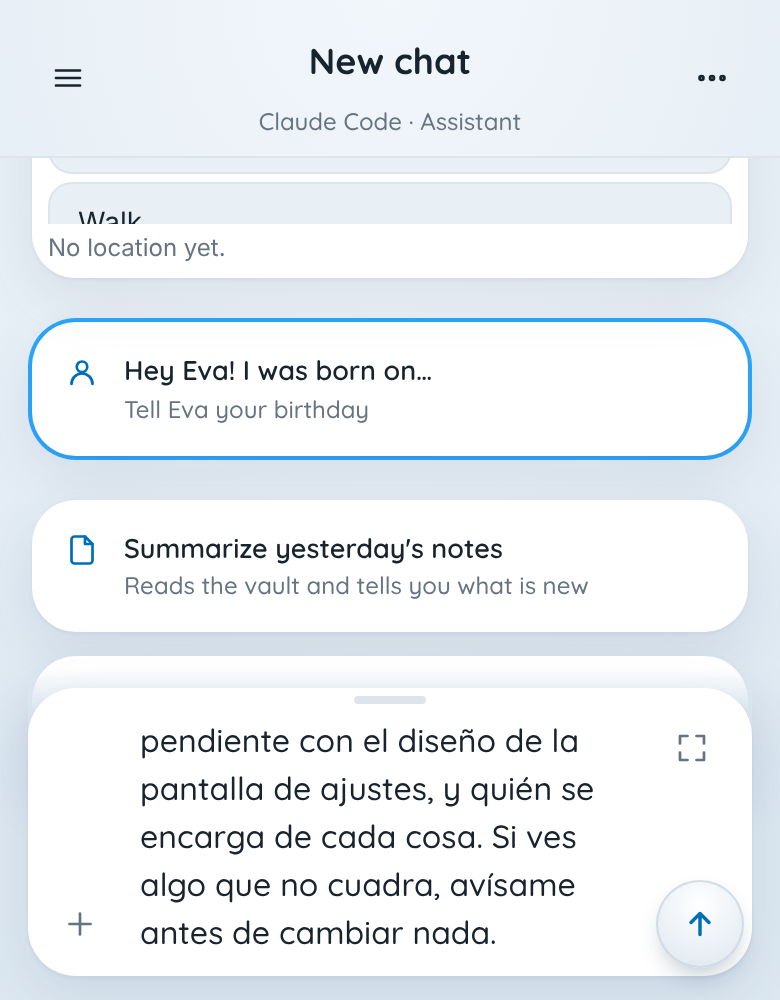 New chat
Claude Code · Assistant
Walk
No location yet.
Hey Eva! I was born on...
Tell Eva your birthday
Summarize yesterday's notes
Reads the vault and tells you what is new
pendiente con el diseño de la
pantalla de ajustes, y quién se
encarga de cada cosa. Si ves
algo que no cuadra, avísame
antes de cambiar nada.